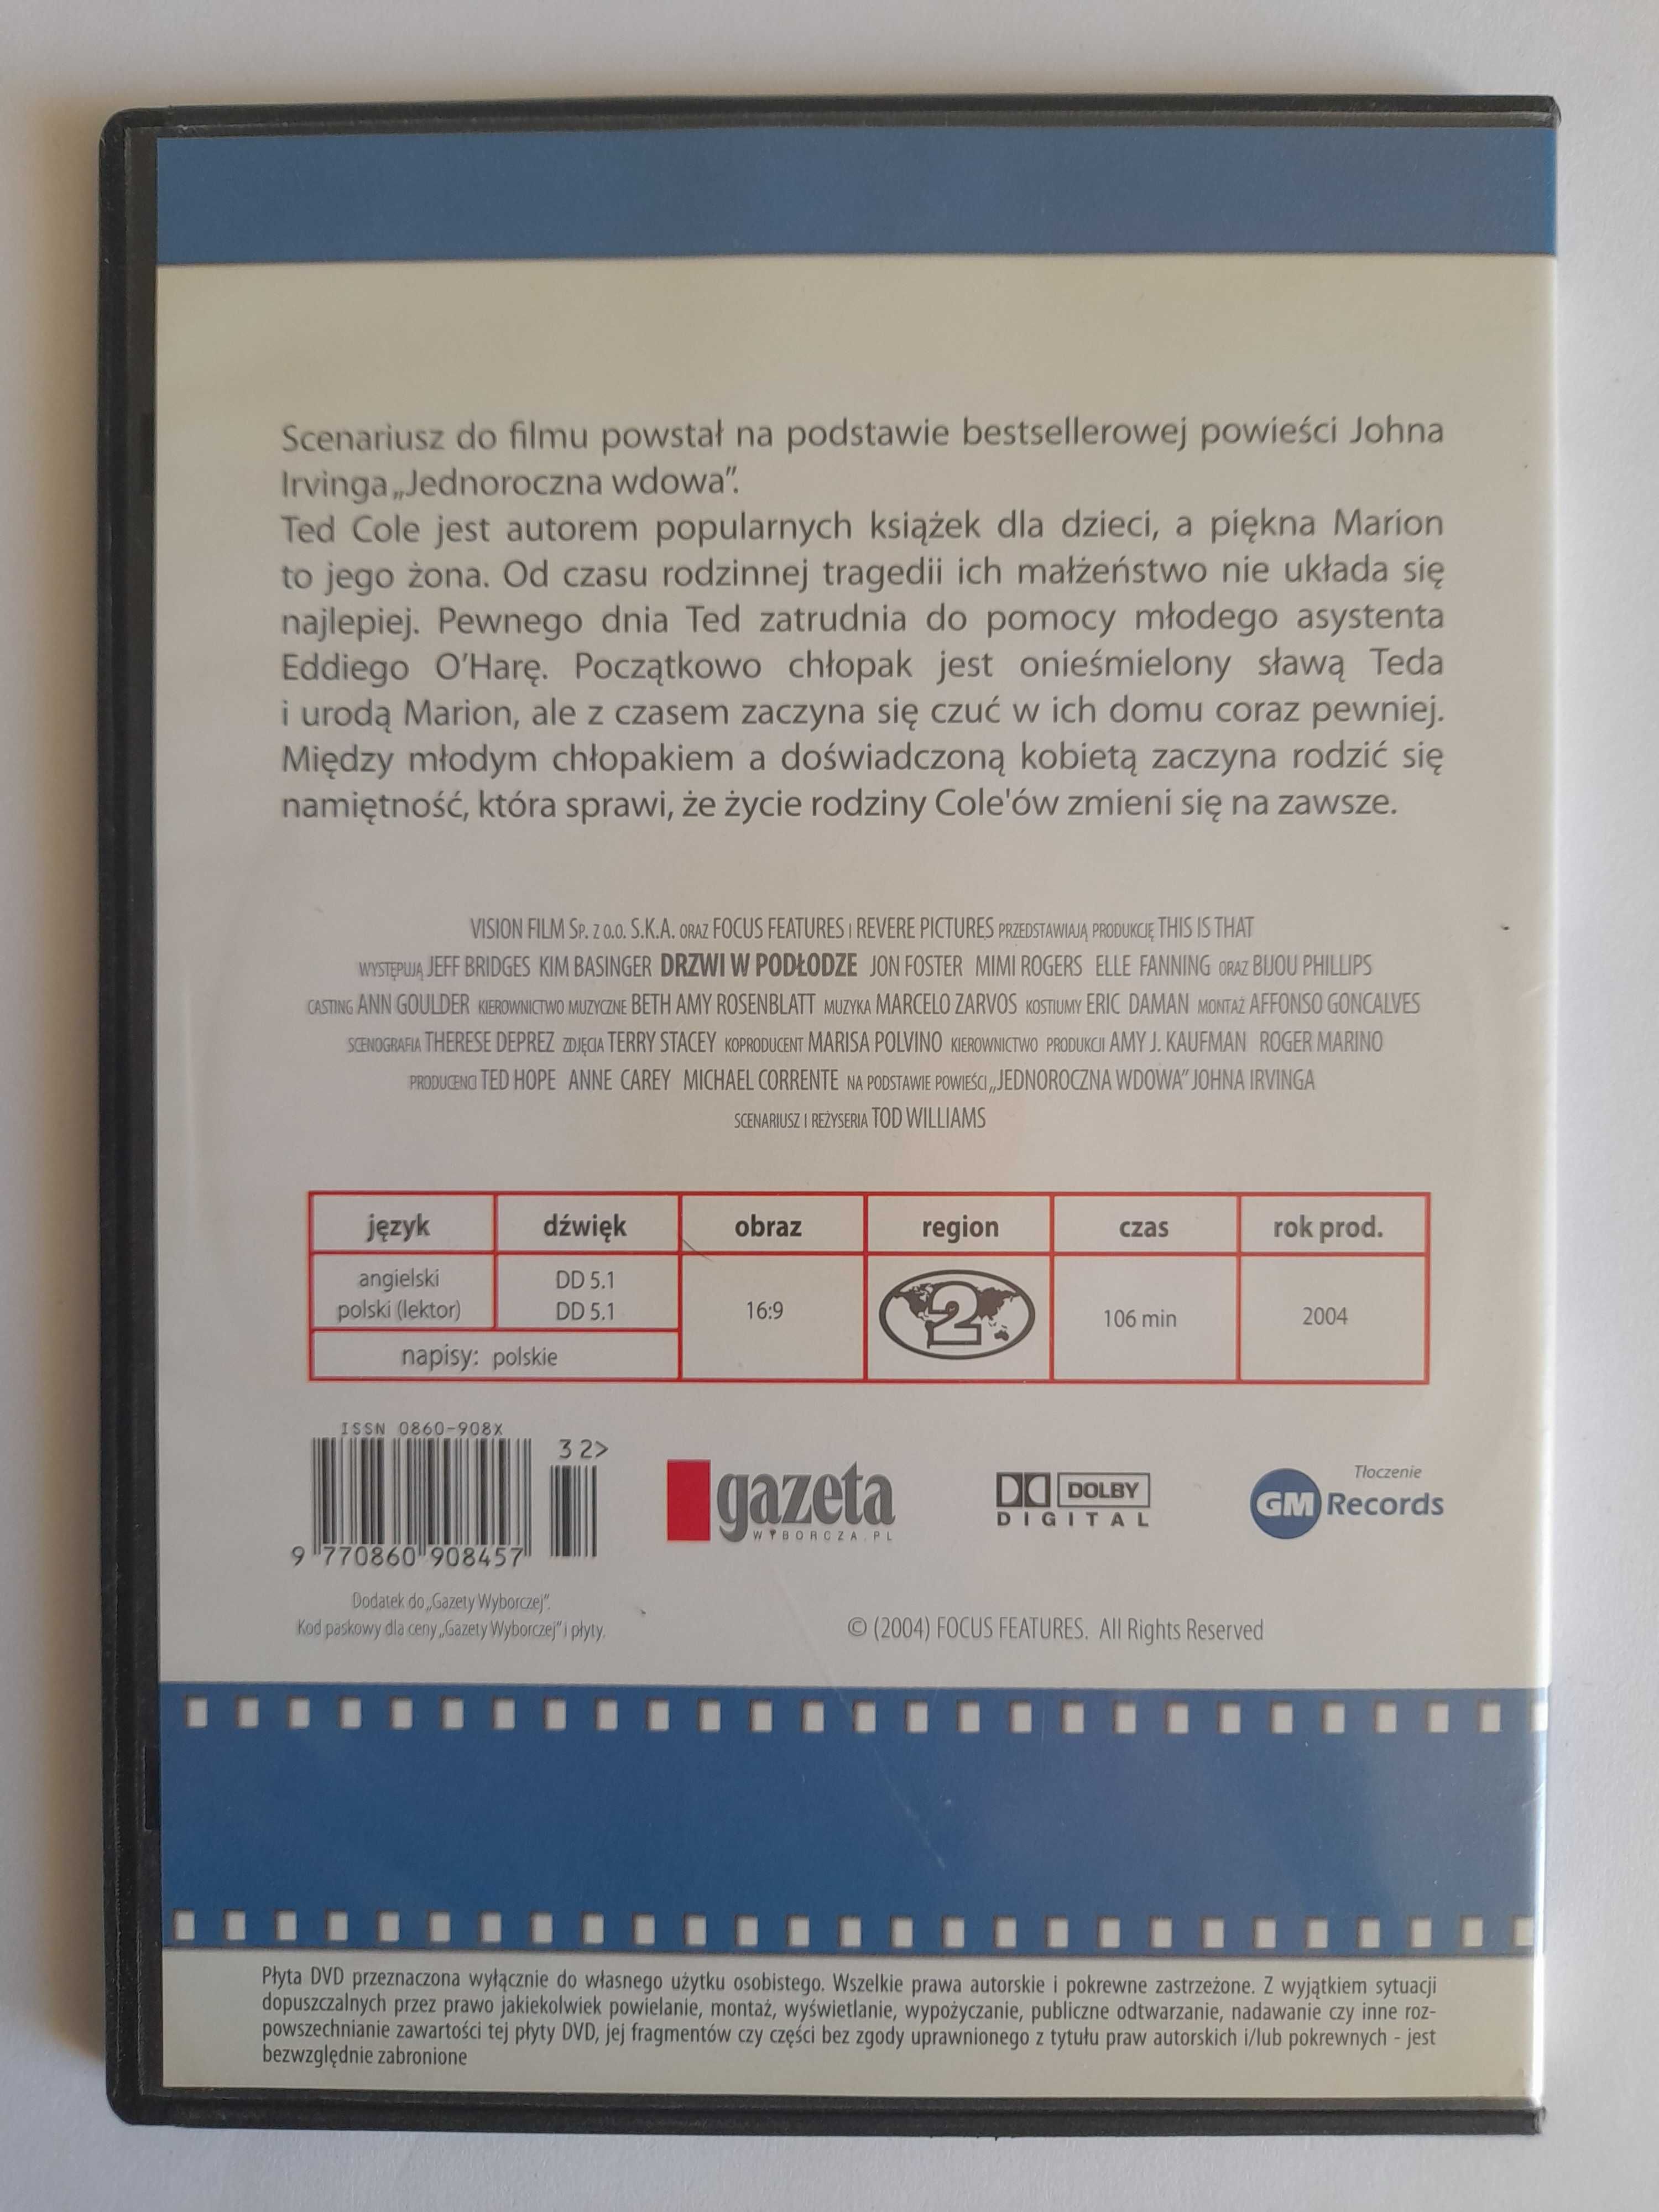 Scenariusz do filmu powstał na podstawie bestsellerowej powieści Johna
Irvinga „Jednoroczna wdowa”.
Ted Cole jest autorem popularnych książek dla dzieci, a piękna Marion
to jego żona. Od czasu rodzinnej tragedii ich małżeństwo nie układa się
najlepiej. Pewnego dnia Ted zatrudnia do pomocy młodego asystenta
Eddiego O’Harę. Początkowo chłopak jest onieśmielony sławą Teda
i urodą Marion, ale z czasem zaczyna się czuć w ich domu coraz pewniej.
Między młodym chłopakiem a doświadczoną kobietą zaczyna rodzić się
namiętność, która sprawi, że życie rodziny Cole'ów zmieni się na zawsze.
VISION FILM Sp. z o.o. S.K.A. ORAZ FOCUS FEATURES I REVERE PICTURES PRZEDSTAWIAJĄ PRODUKCJĘ THIS IS THAT
WYSTĘPUJĄ JEFF BRIDGES KIM BASINGER DRZWI W PODŁODZE JON FOSTER MIMI ROGERS ELLE FANNING ORAZ BIJOU PHILLIPS
CASTING ANN GOULDER KIEROWNICTWO MUZYCZNE BETH AMY ROSENBLATT MUZYKA MARCELO ZARVOS KOSTIUMY ERIC DAMAN MONTAŻ AFFONSO GONCALVES
SCENOGRAFIA THERESE DEPREZ ZDJĘCIA TERRY STACEY KOPRODUCENT MARISA POLVINO KIEROWNICTWO PRODUKCJI AMY J. KAUFMAN ROGER MARINO
PRODUCENCI TED HOPE ANNE CAREY MICHAEL CORRENTE NA PODSTAWIE POWIEŚCI „JEDNOROCZNA WDOWA” JOHNA IRVINGA
SCENARIUSZ I REŻYSERIA TOD WILLIAMS
język dźwięk obraz region czas rok prod.
angielski DD 5.1
polski (lektor) DD 5.1 16:9 2 106 min 2004
napisy: polskie
ISSN 0860-908X
32>
9 770860 908457
gazeta
WYBORCZA.PL
DOLBY
DIGITAL
Tłoczenie
GM Records
Dodatek do „Gazety Wyborczej”.
Kod paskowy dla ceny „Gazety Wyborczej” i płyty.
© (2004) FOCUS FEATURES. All Rights Reserved
Płyta DVD przeznaczona wyłącznie do własnego użytku osobistego. Wszelkie prawa autorskie i pokrewne zastrzeżone. Z wyjątkiem sytuacji
dopuszczalnych przez prawo jakiekolwiek powielanie, montaż, wyświetlanie, wypożyczanie, publiczne odtwarzanie, nadawanie czy inne roz-
powszechnianie zawartości tej płyty DVD, jej fragmentów czy części bez zgody uprawnionego z tytułu praw autorskich i/lub pokrewnych - jest
bezwzględnie zabronione